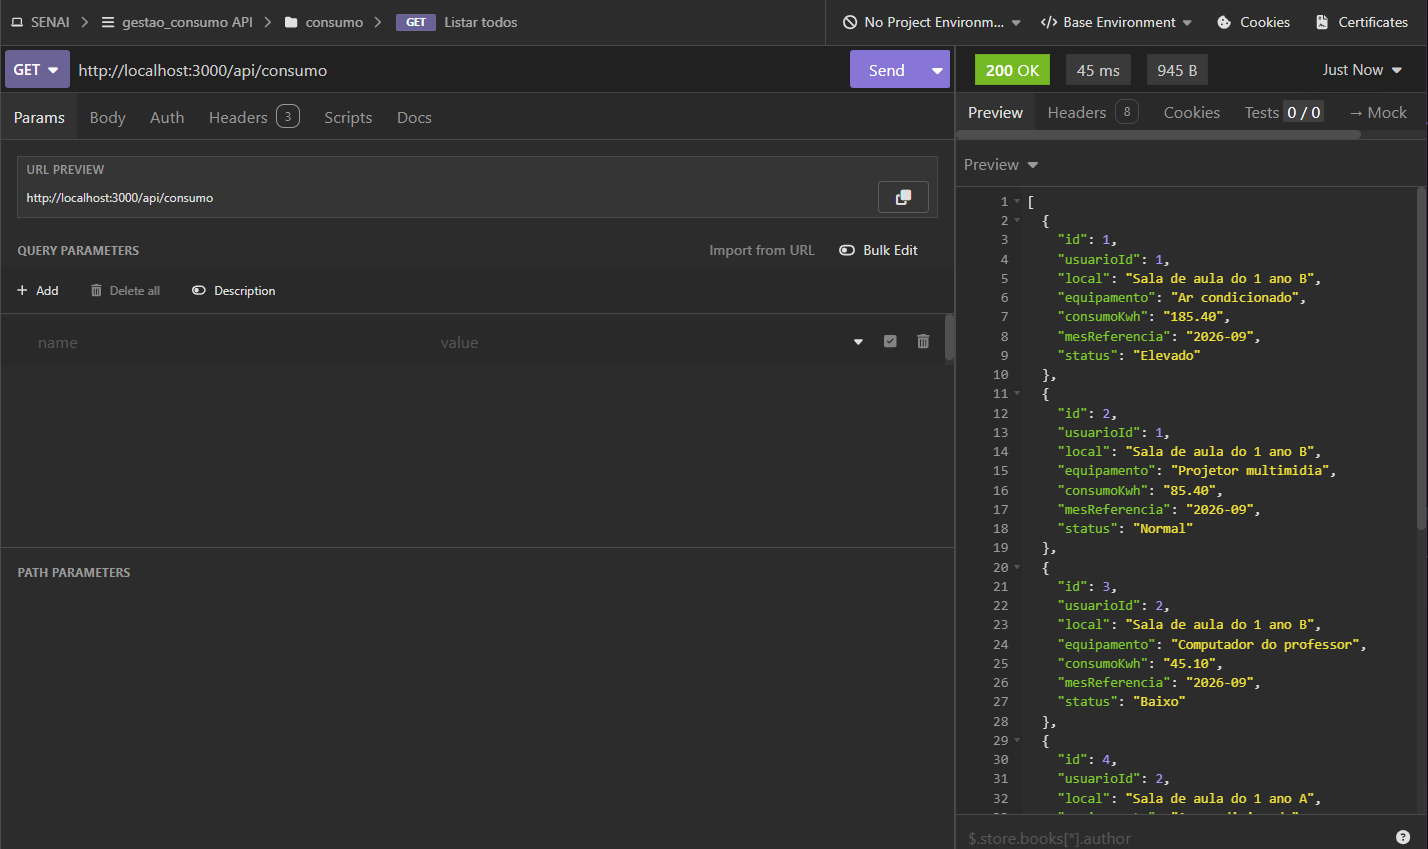 SENAI
gestao_consumo API
consumo
GET Listar todos
No Project Environm...
Base Environment
Cookies
Certificates
GET
http://localhost:3000/api/consumo
Send
200 OK
45 ms
945 B
Just Now
Params
Body
Auth
Headers 3
Scripts
Docs
Preview
Headers 8
Cookies
Tests 0 / 0
→ Mock
URL PREVIEW
http://localhost:3000/api/consumo
QUERY PARAMETERS
Import from URL
Bulk Edit
+ Add
Delete all
Description
name
value
PATH PARAMETERS
Preview
1 [
2 {
3 "id": 1,
4 "usuarioId": 1,
5 "local": "Sala de aula do 1 ano B",
6 "equipamento": "Ar condicionado",
7 "consumoKwh": "185.40",
8 "mesReferencia": "2026-09",
9 "status": "Elevado"
10 },
11 {
12 "id": 2,
13 "usuarioId": 1,
14 "local": "Sala de aula do 1 ano B",
15 "equipamento": "Projetor multimidia",
16 "consumoKwh": "85.40",
17 "mesReferencia": "2026-09",
18 "status": "Normal"
19 },
20 {
21 "id": 3,
22 "usuarioId": 2,
23 "local": "Sala de aula do 1 ano B",
24 "equipamento": "Computador do professor",
25 "consumoKwh": "45.10",
26 "mesReferencia": "2026-09",
27 "status": "Baixo"
28 },
29 {
30 "id": 4,
31 "usuarioId": 2,
32 "local": "Sala de aula do 1 ano A",
$.store.books[*].author